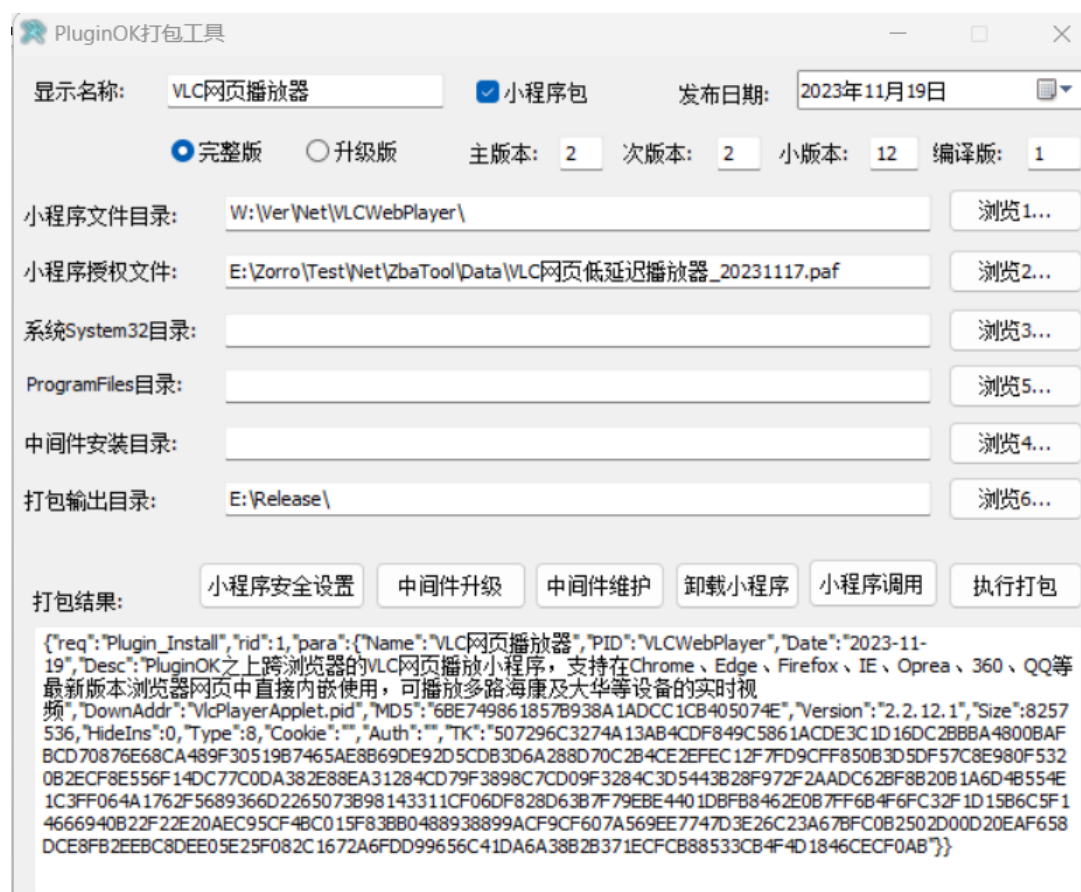 PluginOK打包工具
显示名称: VLC网页播放器 小程序包 发布日期: 2023年11月19日
完整版 升级版 主版本: 2 次版本: 2 小版本: 12 编译版: 1
小程序文件目录: W:\Ver\Net\VLCWebPlayer\ 浏览1...
小程序授权文件: E:\Zorro\Test\Net\ZbaTool\Data\VLC网页低延迟播放器_20231117.paf 浏览2...
系统System32目录: 浏览3...
ProgramFiles目录: 浏览5...
中间件安装目录: 浏览4...
打包输出目录: E:\Release\ 浏览6...
打包结果: 小程序安全设置 中间件升级 中间件维护 卸载小程序 小程序调用 执行打包
{"req":"Plugin_Install","rid":1,"para":{"Name":"VLC网页播放器","PID":"VLCWebPlayer","Date":"2023-11-
19","Desc":"PluginOK之上跨浏览器的VLC网页播放小程序，支持在Chrome、Edge、Firefox、IE、Oprea、360、QQ等
最新版本浏览器网页中直接内嵌使用，可播放多路海康及大华等设备的实时视
频","DownAddr":"VlcPlayerApplet.pid","MD5":"6BE749861857B938A1ADCC1CB405074E","Version":"2.2.12.1","Size":8257
536,"HideIns":0,"Type":8,"Cookie":"","Auth":"","TK":"507296C3274A13AB4CDF849C5861ACDE3C1D16DC2BBBA4800BAF
BCD70876E68CA489F30519B7465AE8B69DE92D5CDB3D6A288D70C2B4CE2EFEC12F7FD9CFF850B3D5DF57C8E980F532
0B2ECF8E556F14DC77C0DA382E88EA31284CD79F3898C7CD09F3284C3D5443B28F972F2AADC62BF8B20B1A6D4B554E
1C3FF064A1762F5689366D2265073B98143311CF06DF828D63B7F79EBE4401DBFB8462E0B7FF6B4F6FC32F1D15B6C5F1
4666940B22F22E20AEC95CF4BC015F83BB0488938899ACF9CF607A569EE7747D3E26C23A67BFC0B2502D00D20EAF658
DCE8FB2EEBC8DEE05E25F082C1672A6FDD99656C41DA6A38B2B371ECFCB88533CB4F4D1846CECF0AB"}}